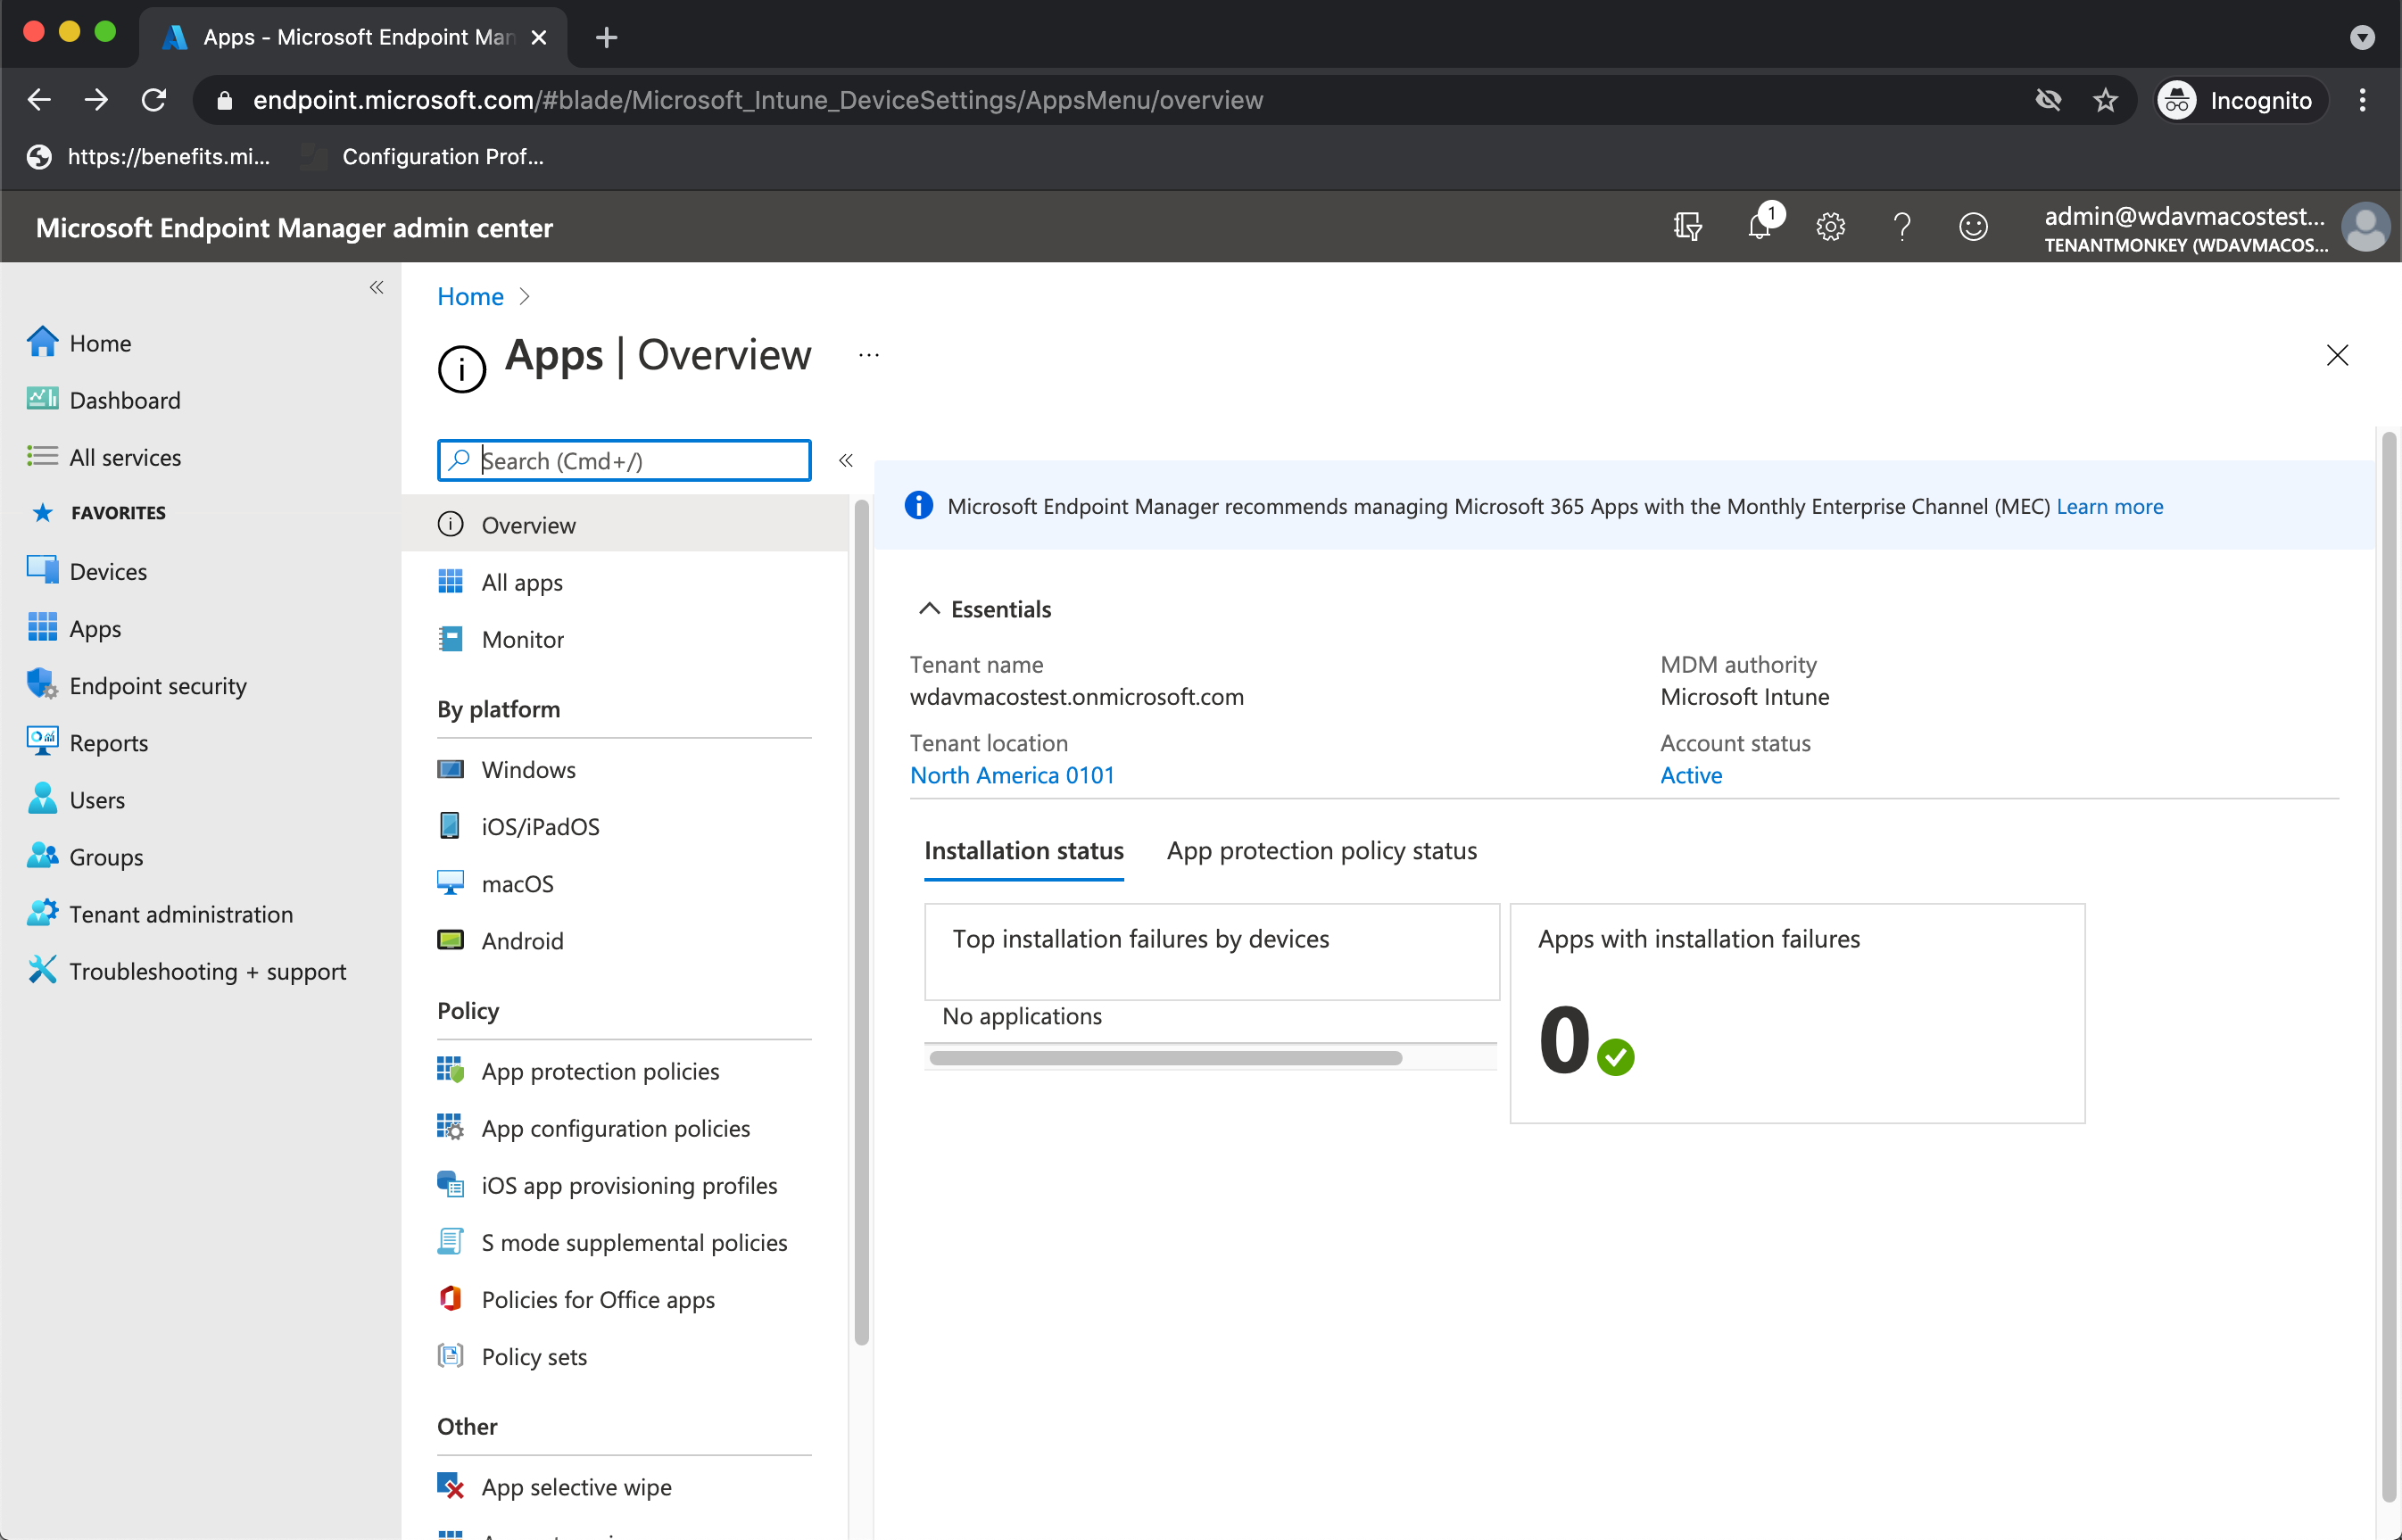 Apps - Microsoft Endpoint Man
endpoint.microsoft.com/#blade/Microsoft_Intune_DeviceSettings/AppsMenu/overview
Incognito
https://benefits.mi...
Configuration Prof...
Microsoft Endpoint Manager admin center
1
admin@wdavmacostest...
TENANTMONKEY (WDAVMACOS...
Home
Dashboard
All services
FAVORITES
Devices
Apps
Endpoint security
Reports
Users
Groups
Tenant administration
Troubleshooting + support
Home
Apps | Overview
...
Search (Cmd+/)
Overview
All apps
Monitor
By platform
Windows
iOS/iPadOS
macOS
Android
Policy
App protection policies
App configuration policies
iOS app provisioning profiles
S mode supplemental policies
Policies for Office apps
Policy sets
Other
App selective wipe
Microsoft Endpoint Manager recommends managing Microsoft 365 Apps with the Monthly Enterprise Channel (MEC) Learn more
Essentials
Tenant name
wdavmacostest.onmicrosoft.com
Tenant location
North America 0101
MDM authority
Microsoft Intune
Account status
Active
Installation status
App protection policy status
Top installation failures by devices
No applications
Apps with installation failures
0